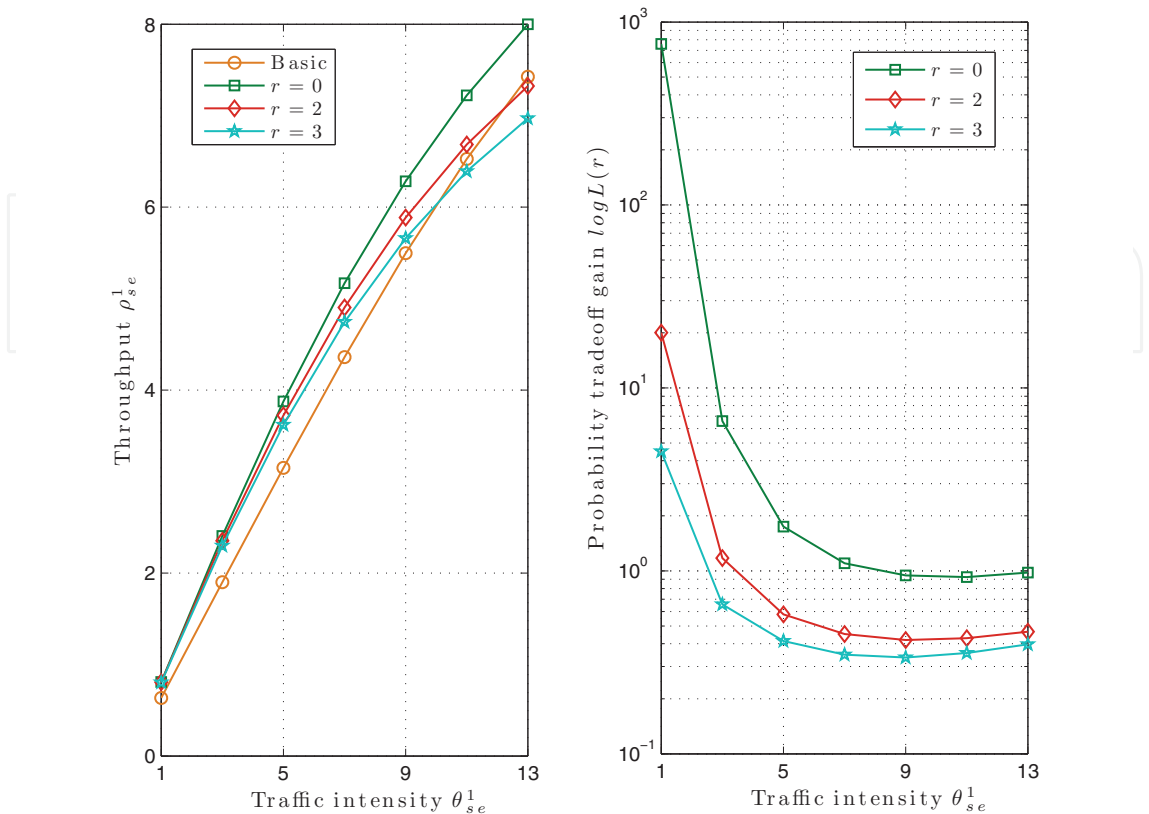 8
6
4
2
0
1
5
9
13
Throughput ρ¹ₛₑ
Traffic intensity θ¹ₛₑ
Basic
r = 0
r = 2
r = 3
10³
10²
10¹
10⁰
10⁻¹
1
5
9
13
Probability tradeoff gain logL(r)
Traffic intensity θ¹ₛₑ
r = 0
r = 2
r = 3